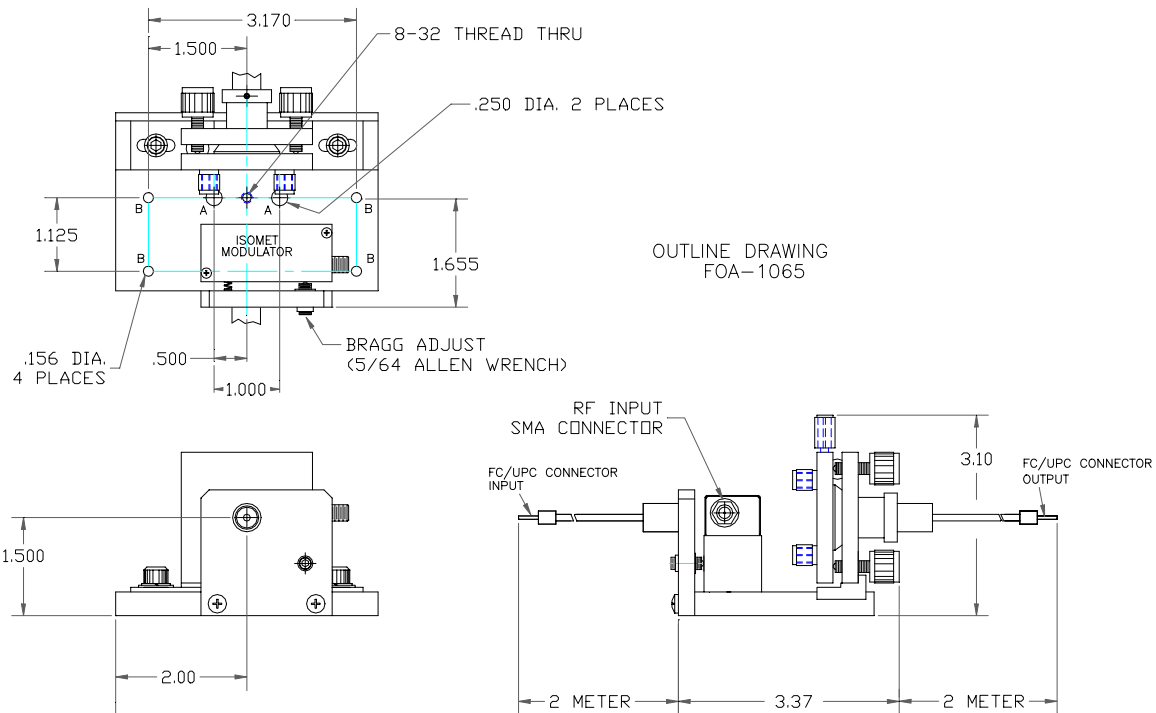 3.170
8-32 THREAD THRU
1.500
.250 DIA. 2 PLACES
B
A
A
B
ISOMET
MODULATOR
1.125
B
B
1.655
OUTLINE DRAWING
FOA-1065
BRAGG ADJUST
(5/64 ALLEN WRENCH)
.156 DIA.
4 PLACES
.500
1.000
RF INPUT
SMA CONNECTOR
FC/UPC CONNECTOR
INPUT
3.10
FC/UPC CONNECTOR
OUTPUT
1.500
2.00
2 METER
3.37
2 METER